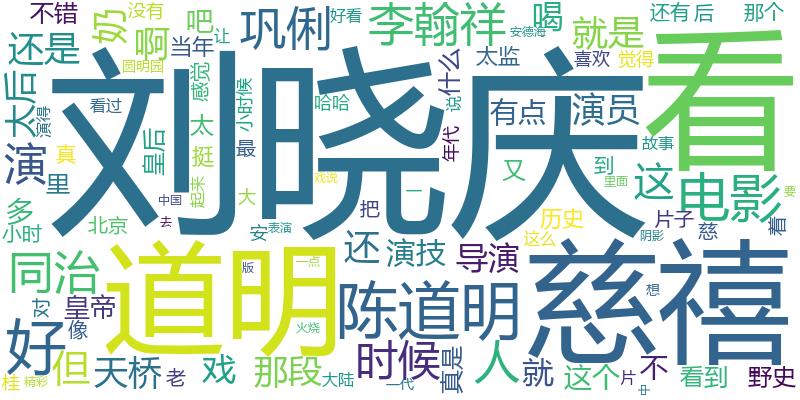 不错
奶
没有
啊
吧
让
巩俐
李翰祥
好看
喝
安德海
就是
还有
后
那个
还是
当年
圆明园
感觉
太监
喜欢
觉得
太后
演得
看过
哈哈
小时候
什么
说
有点
演员
看
刘晓庆
演
真
里
皇后
挺
太
起来
最
大
年代
故事
又
到
这
里面
电影
要
多
小时
北京
中国
去
戏说
一
把
安
表演
历史
这么
片子
阴影
慈
着
同治
道明
还
演技
导演
慈禧
对
皇帝
版
一点
陈道明
想
好
像
火烧
但
天桥
老
戏
那段
大陆
时候
一代
真是
人
就
这个
片
不
中
看到
野史
桂
精彩